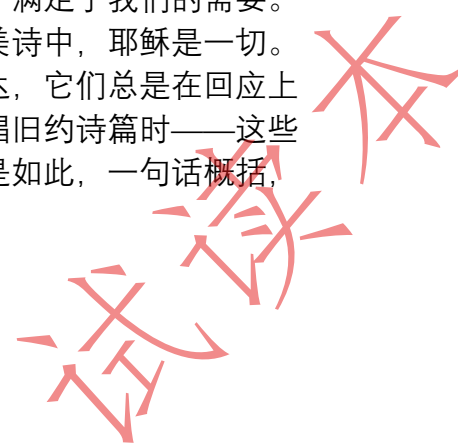 满足了我们的需要。
美诗中，耶稣是一切。
达，它们总是在回应上
唱旧约诗篇时——这些
是如此，一句话概括，
试读本